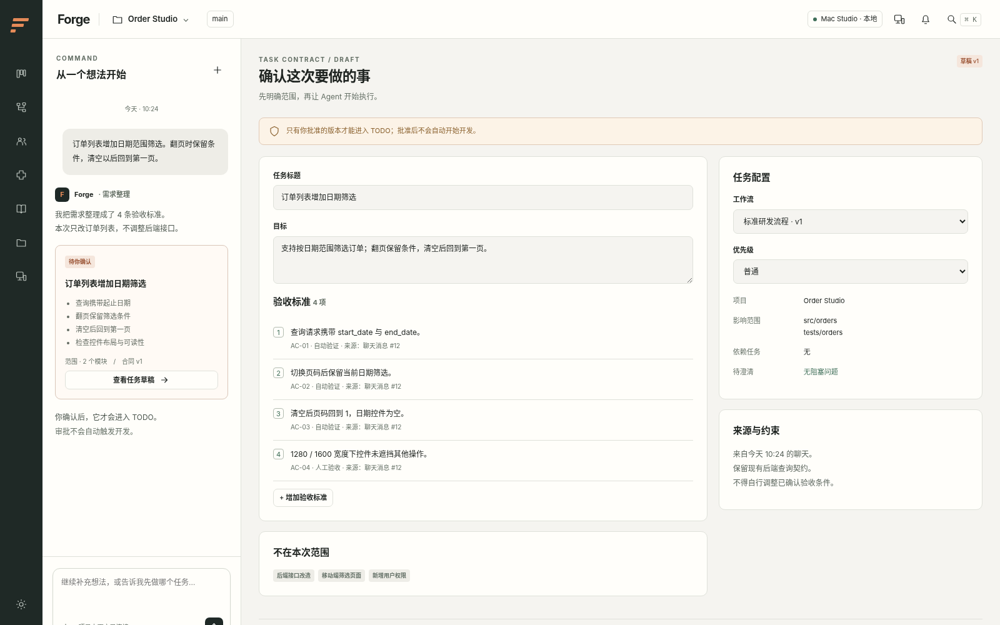 Forge
Order Studio
main
Mac Studio · 本地
⌘ K
COMMAND
从一个想法开始
今天 · 10:24
订单列表增加日期范围筛选。翻页时保留条
件，清空以后回到第一页。
F
Forge · 需求整理
我把需求整理成了 4 条验收标准。
本次只改订单列表，不调整后端接口。
待你确认
订单列表增加日期筛选
• 查询携带起止日期
• 翻页保留筛选条件
• 清空后回到第一页
• 检查控件布局与可读性
范围 · 2 个模块 / 合同 v1
查看任务草稿 →
你确认后，它才会进入 TODO。
审批不会自动触发开发。
继续补充想法，或告诉我先做哪个任务...
TASK CONTRACT / DRAFT
确认这次要做的事
先明确范围，再让 Agent 开始执行。
草稿 v1
只有你批准的版本才能进入 TODO；批准后不会自动开始开发。
任务标题
订单列表增加日期筛选
目标
支持按日期范围筛选订单；翻页保留条件，清空后回到第一页。
验收标准 4 项
1 查询请求携带 start_date 与 end_date。
AC-01 · 自动验证 · 来源：聊天消息 #12
2 切换页码后保留当前日期筛选。
AC-02 · 自动验证 · 来源：聊天消息 #12
3 清空后页码回到 1，日期控件为空。
AC-03 · 自动验证 · 来源：聊天消息 #12
4 1280 / 1600 宽度下控件未遮挡其他操作。
AC-04 · 人工验收 · 来源：聊天消息 #12
+ 增加验收标准
不在本次范围
后端接口改造 移动端筛选页面 新增用户权限
任务配置
工作流
标准研发流程 · v1
优先级
普通
项目 Order Studio
影响范围 src/orders
tests/orders
依赖任务 无
待澄清 无阻塞问题
来源与约束
来自今天 10:24 的聊天。
保留现有后端查询契约。
不得自行调整已确认验收条件。